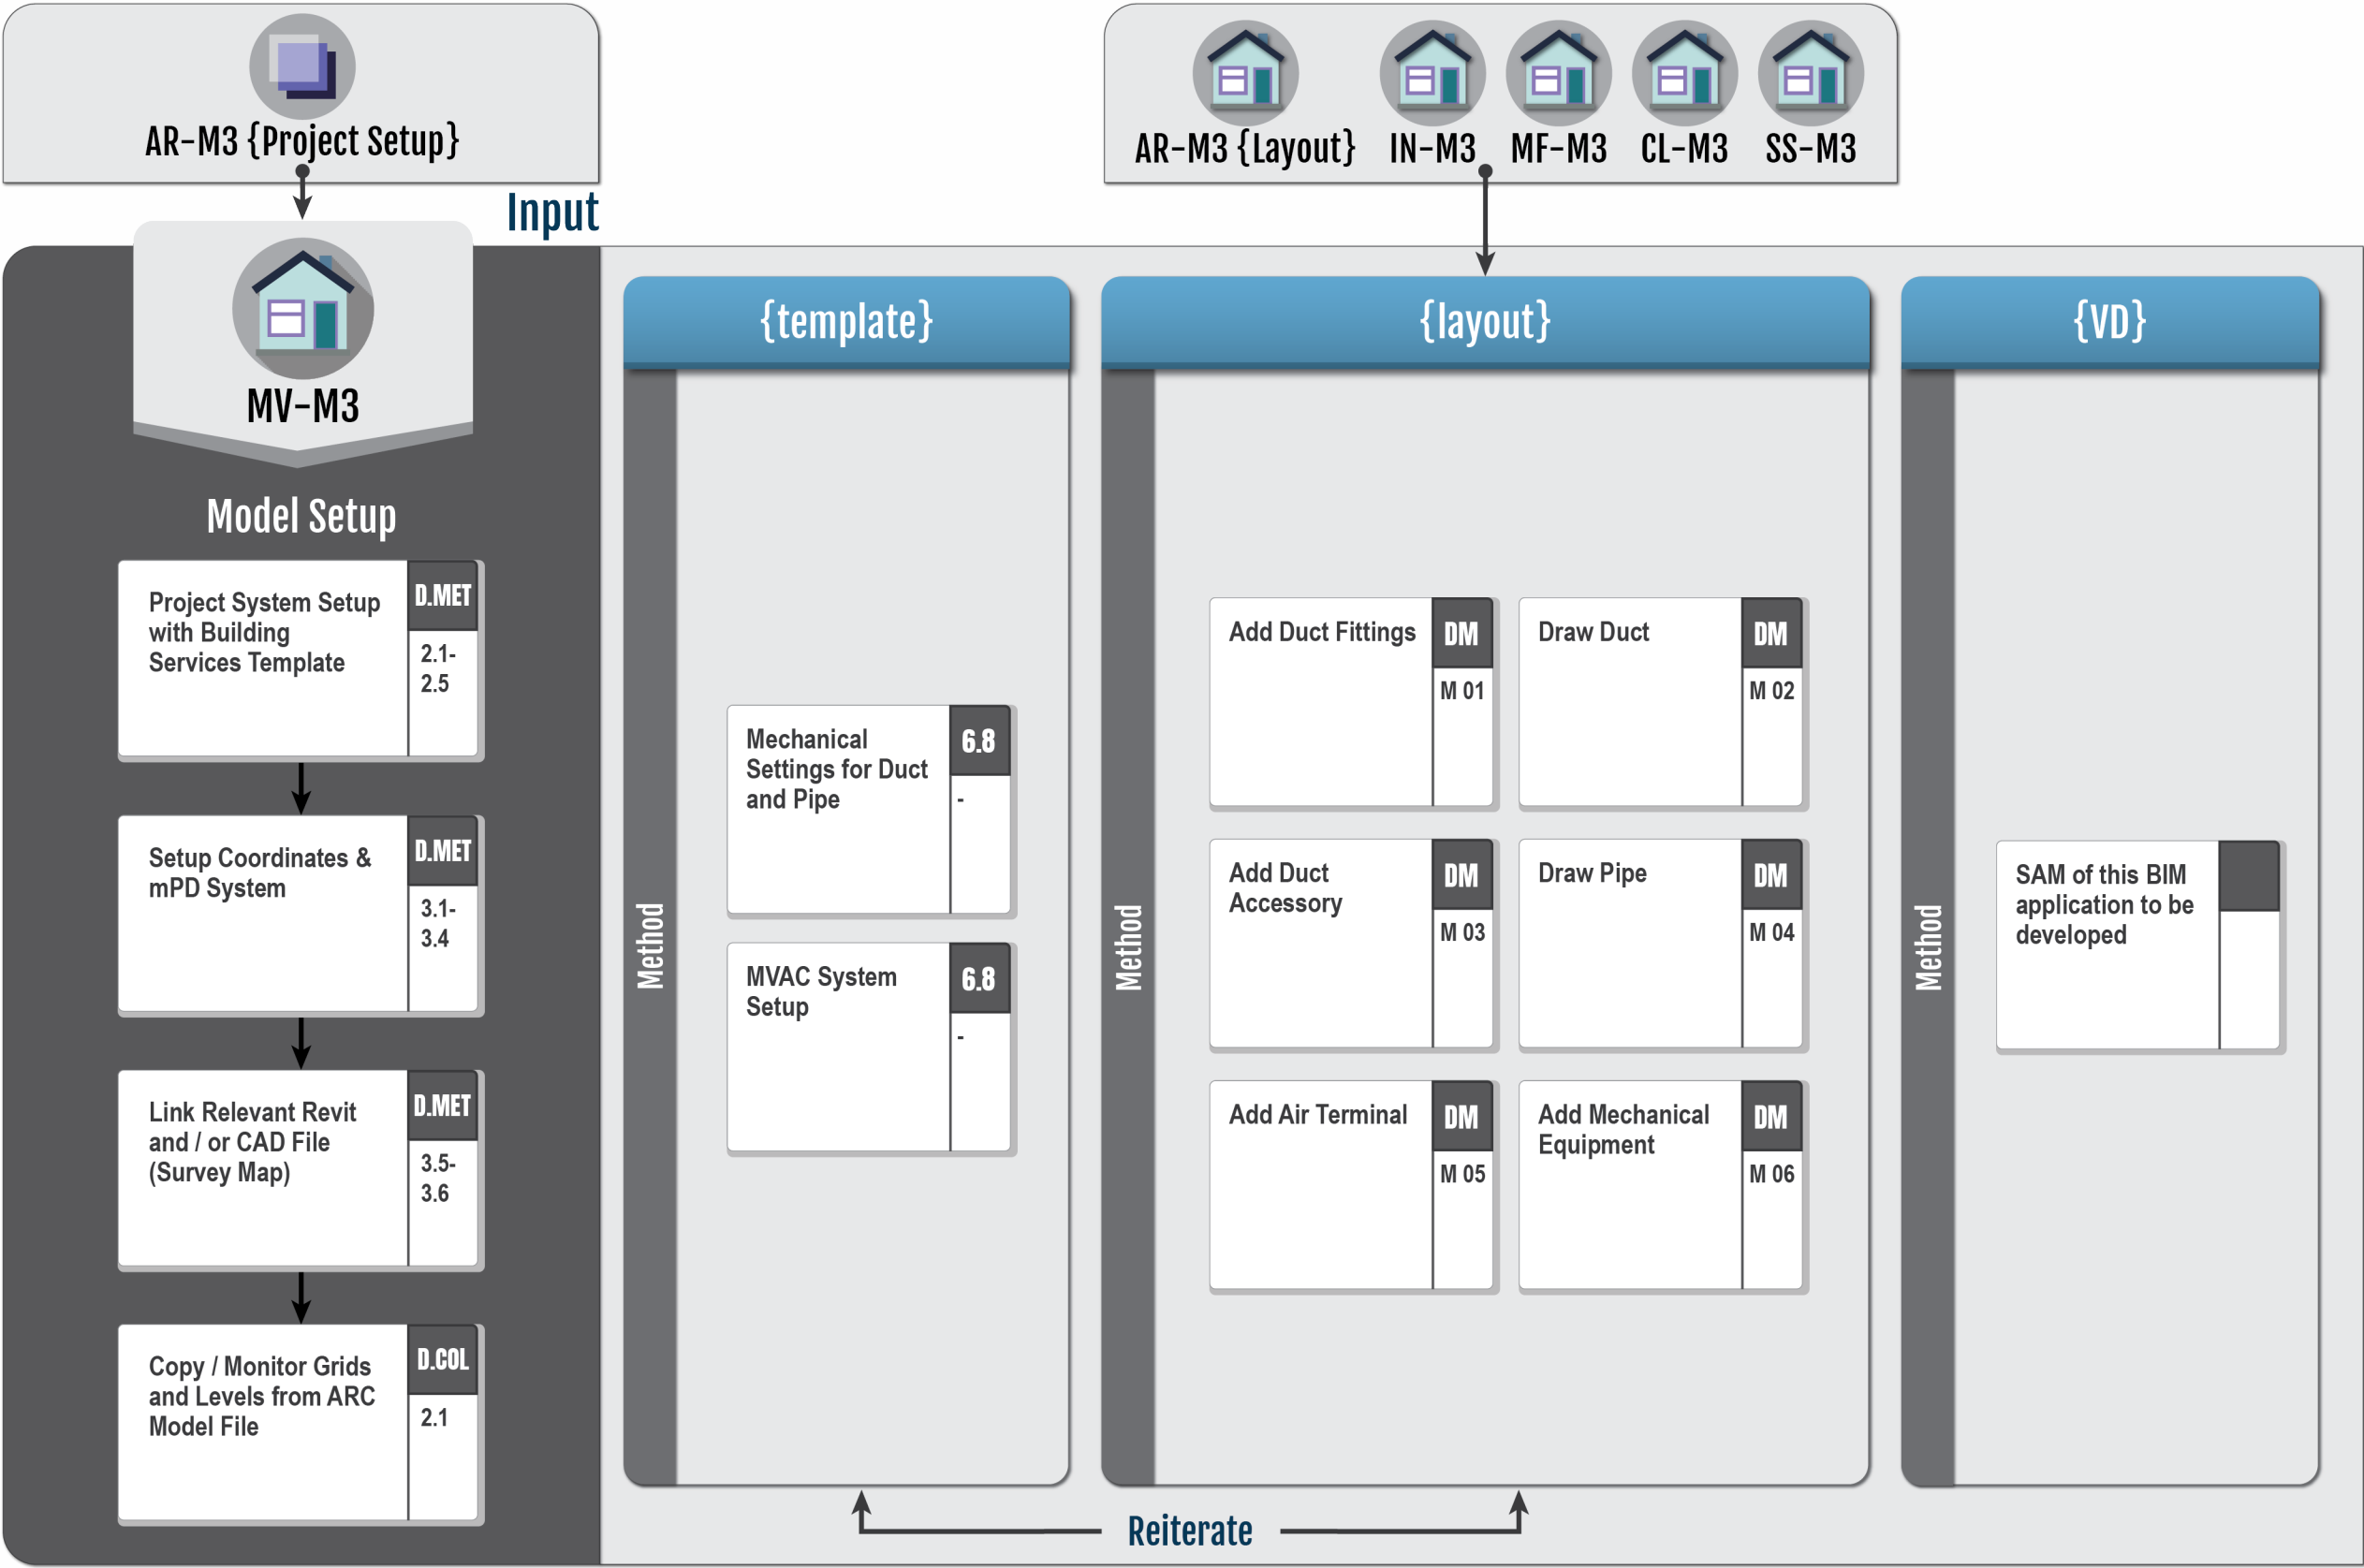 AR-M3 {Project Setup}
AR-M3 {Layout}
IN-M3
MF-M3
CL-M3
SS-M3
Input
MV-M3
Model Setup
Project System Setup
with Building
Services Template
D.MET
2.1-
2.5
Setup Coordinates &
mPD System
D.MET
3.1-
3.4
Link Relevant Revit
and / or CAD File
(Survey Map)
D.MET
3.5-
3.6
Copy / Monitor Grids
and Levels from ARC
Model File
D.COL
2.1
{template}
Method
Mechanical
Settings for Duct
and Pipe
6.8
-
MVAC System
Setup
6.8
-
{layout}
Method
Add Duct Fittings
DM
M 01
Draw Duct
DM
M 02
Add Duct
Accessory
DM
M 03
Draw Pipe
DM
M 04
Add Air Terminal
DM
M 05
Add Mechanical
Equipment
DM
M 06
{VD}
Method
SAM of this BIM
application to be
developed
Reiterate